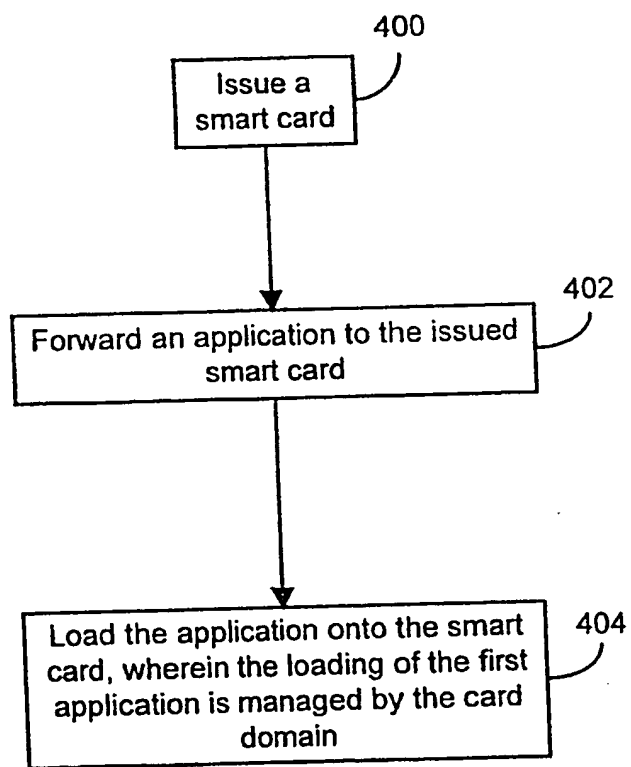 400
Issue a
smart card
402
Forward an application to the issued
smart card
404
Load the application onto the smart
card, wherein the loading of the first
application is managed by the card
domain